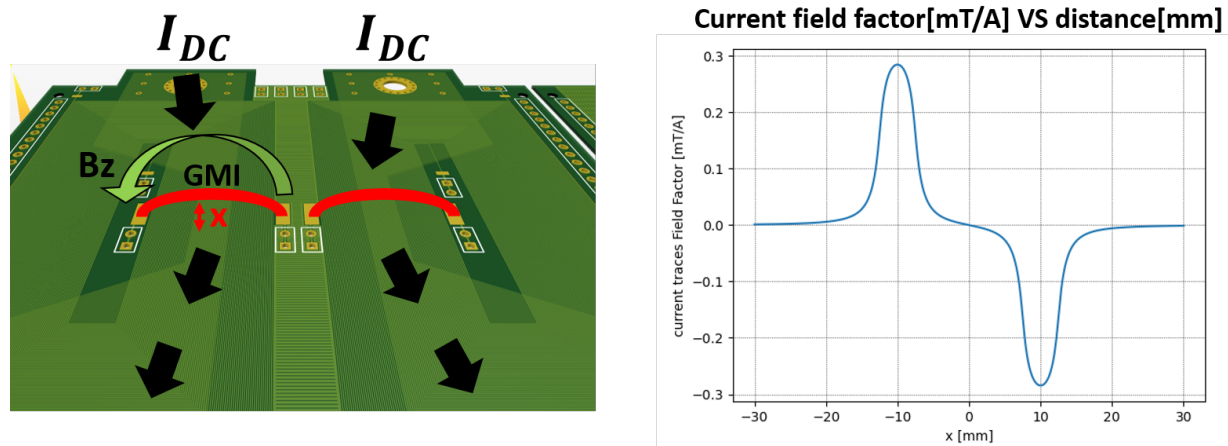 I_DC I_DC
Bz
GMI
x
Current field factor[mT/A] VS distance[mm]
current traces Field Factor [mT/A]
0.3
0.2
0.1
0.0
−0.1
−0.2
−0.3
−30 −20 −10 0 10 20 30
x [mm]